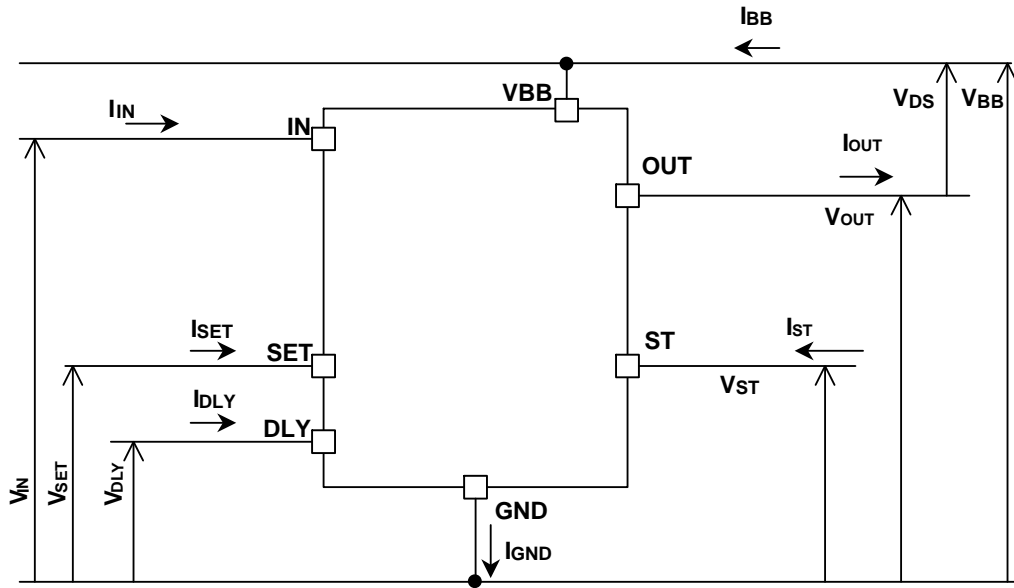 IBB
VBB
VDS
VBB
IIN
IN
OUT
IOUT
VOUT
ISET
SET
ST
IST
VST
IDLY
DLY
VIN
VSET
VDLY
GND
IGND